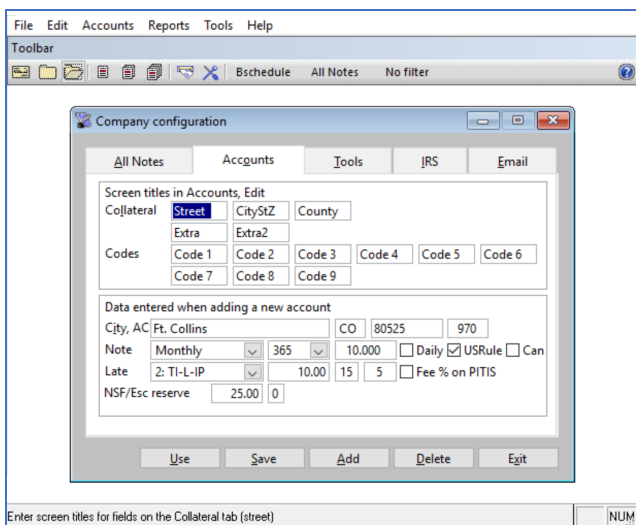 File Edit Accounts Reports Tools Help
Toolbar
Bschedule All Notes No filter
Company configuration
All Notes Accounts Tools IRS Email
Screen titles in Accounts, Edit
Collateral Street CityStZ County
Extra Extra2
Codes Code 1 Code 2 Code 3 Code 4 Code 5 Code 6
Code 7 Code 8 Code 9
Data entered when adding a new account
City, AC Ft. Collins CO 80525 970
Note Monthly 365 10.000 Daily USRule Can
Late 2: TI-L-IP 10.00 15 5 Fee % on PITIS
NSF/Esc reserve 25.00 0
Use Save Add Delete Exit
Enter screen titles for fields on the Collateral tab (street) NUM